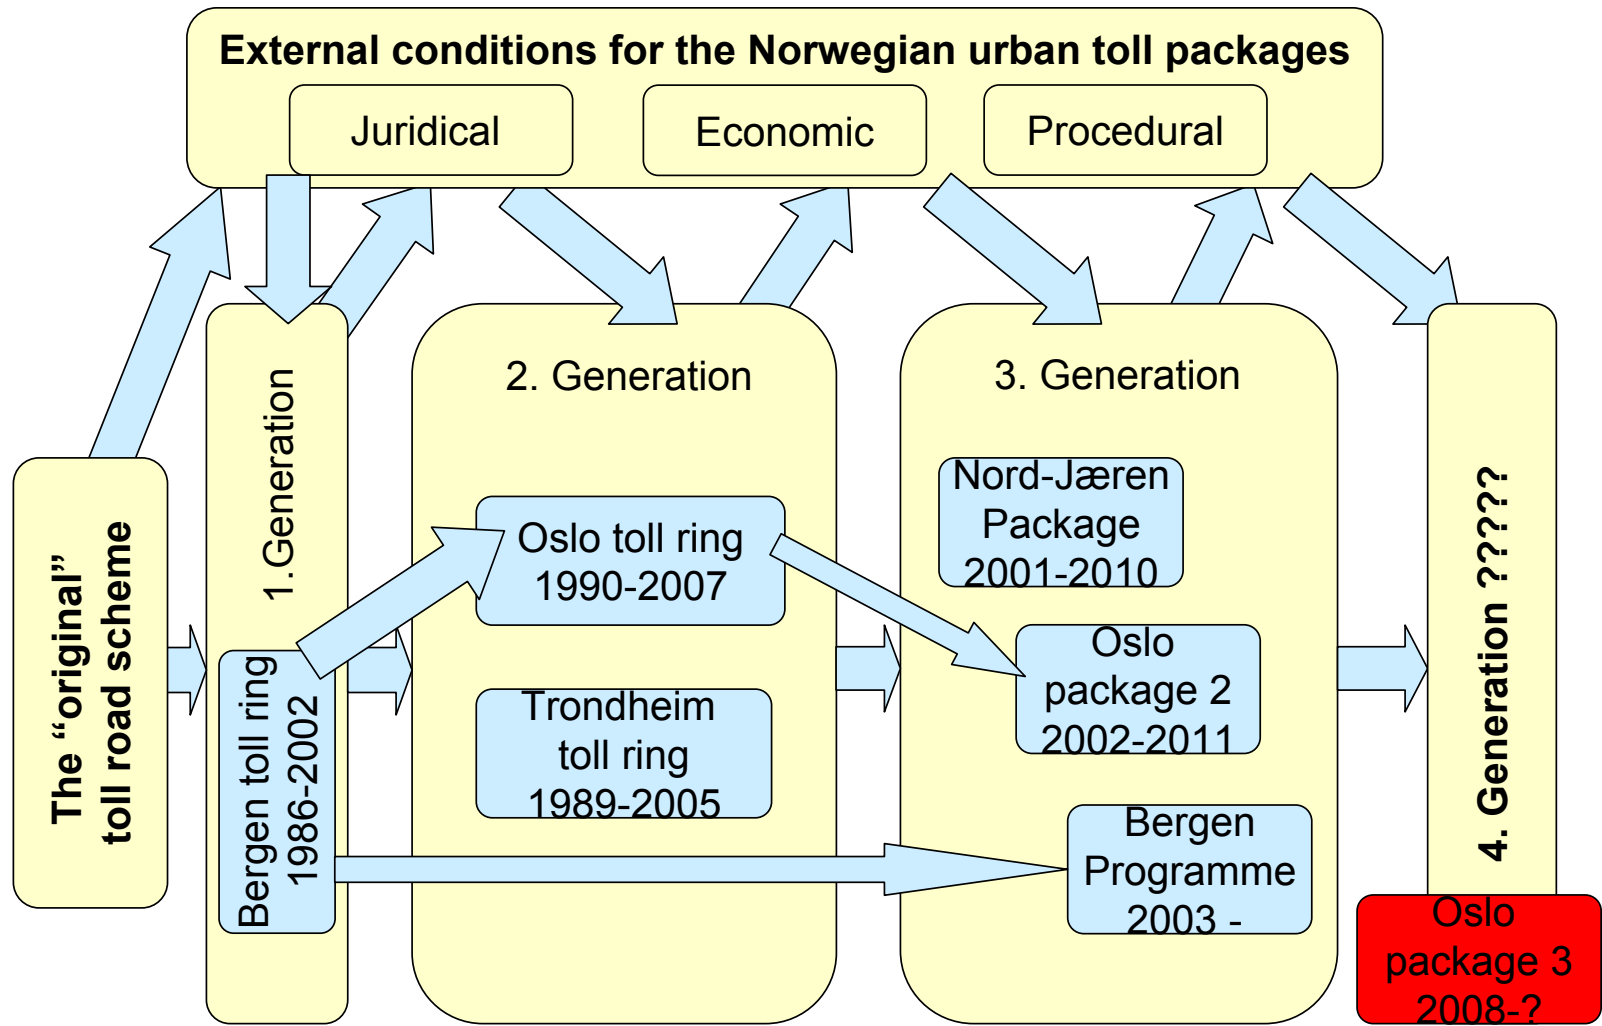 External conditions for the Norwegian urban toll packages
Juridical
Economic
Procedural
The “original”
toll road scheme
1.Generation
Bergen toll ring
1986-2002
2. Generation
Oslo toll ring
1990-2007
Trondheim
toll ring
1989-2005
3. Generation
Nord-Jæren
Package
2001-2010
Oslo
package 2
2002-2011
Bergen
Programme
2003 -
4. Generation ?????
Oslo
package 3
2008-?